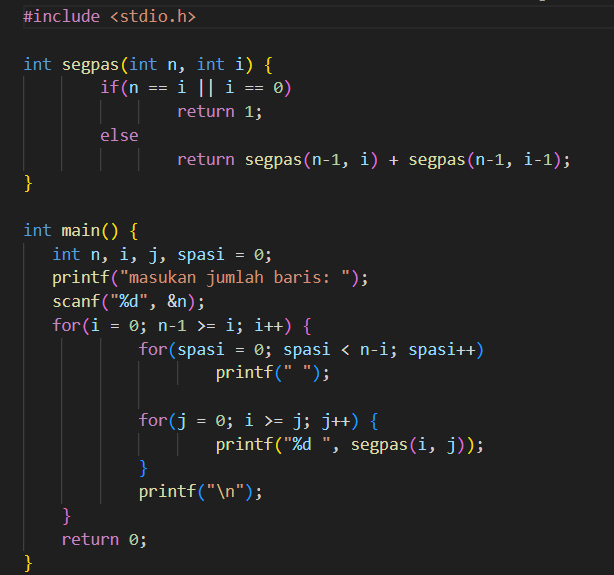 #include <stdio.h>
int segpas(int n, int i) {
if(n == i || i == 0)
return 1;
else
return segpas(n-1, i) + segpas(n-1, i-1);
}
int main() {
int n, i, j, spasi = 0;
printf("masukan jumlah baris: ");
scanf("%d", &n);
for(i = 0; n-1 >= i; i++) {
for(spasi = 0; spasi < n-i; spasi++)
printf(" ");
for(j = 0; i >= j; j++) {
printf("%d ", segpas(i, j));
}
printf("\n");
}
return 0;
}